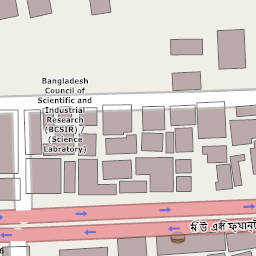 Bangladesh
Council of
Scientific and
Industrial
Research
(BCSIR) /
(Science
Labratory)